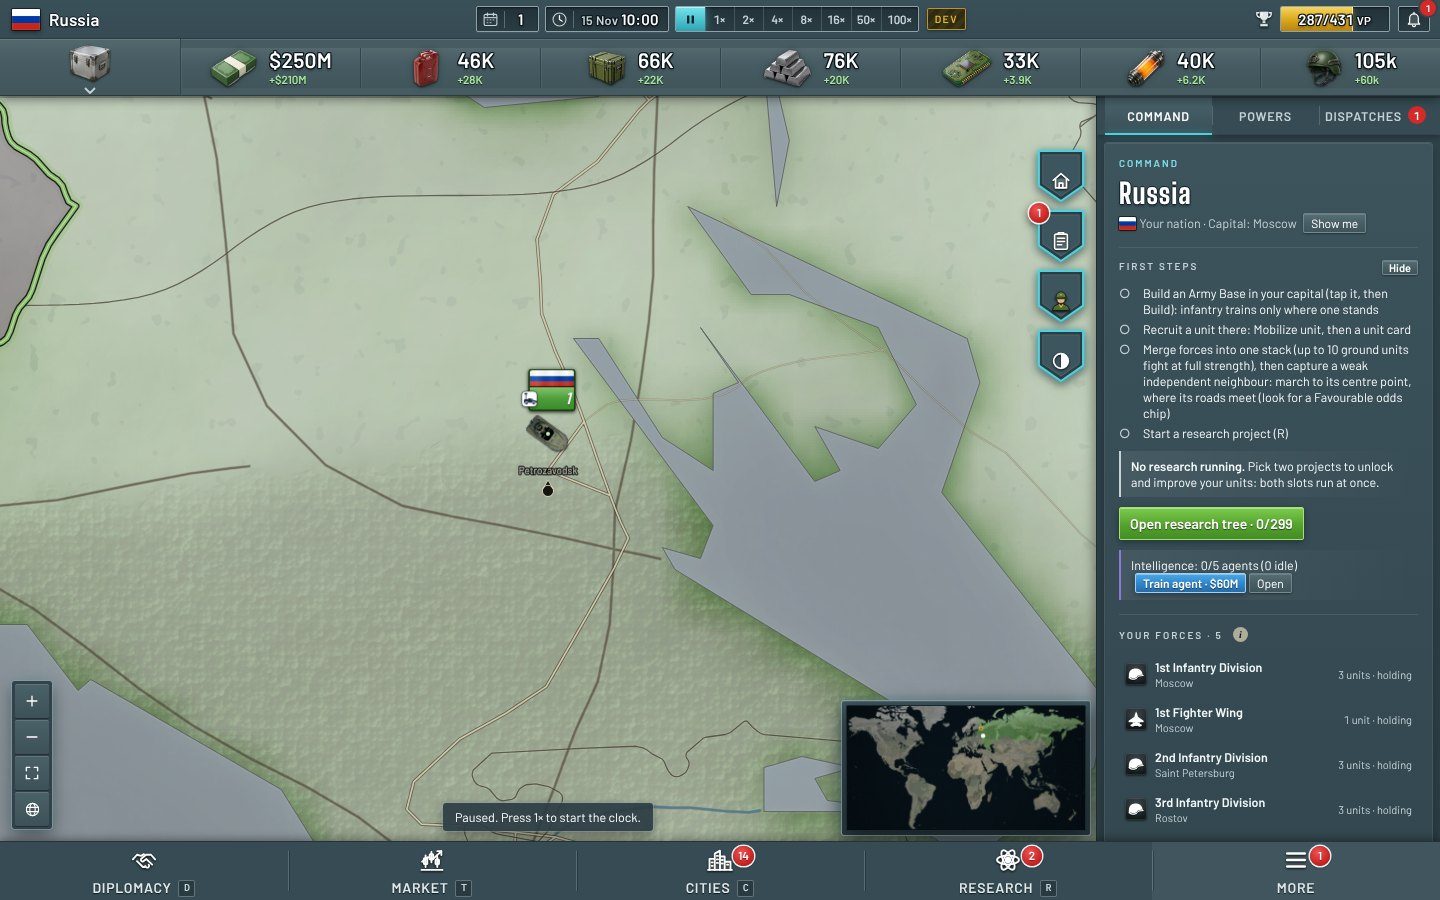 Russia
1
15 Nov 10:00
1×
2×
4×
8×
16×
50×
100×
DEV
287/431 VP
1
$250M
+$210M
46K
+28K
66K
+22K
76K
+20K
33K
+3.9K
40K
+6.2K
105k
+60k
COMMAND
POWERS
DISPATCHES 1
COMMAND
Russia
Your nation · Capital: Moscow
Show me
FIRST STEPS
Hide
Build an Army Base in your capital (tap it, then
Build): infantry trains only where one stands
Recruit a unit there: Mobilize unit, then a unit card
Merge forces into one stack (up to 10 ground units
fight at full strength), then capture a weak
independent neighbour: march to its centre point,
where its roads meet (look for a Favourable odds
chip)
Start a research project (R)
No research running. Pick two projects to unlock
and improve your units: both slots run at once.
Open research tree · 0/299
Intelligence: 0/5 agents (0 idle)
Train agent · $60M
Open
YOUR FORCES · 5
i
1st Infantry Division
Moscow
3 units · holding
1st Fighter Wing
Moscow
1 unit · holding
2nd Infantry Division
Saint Petersburg
3 units · holding
3rd Infantry Division
Rostov
3 units · holding
1
1
Petrozavodsk
Paused. Press 1× to start the clock.
DIPLOMACY D
MARKET T
14
CITIES C
2
RESEARCH R
1
MORE